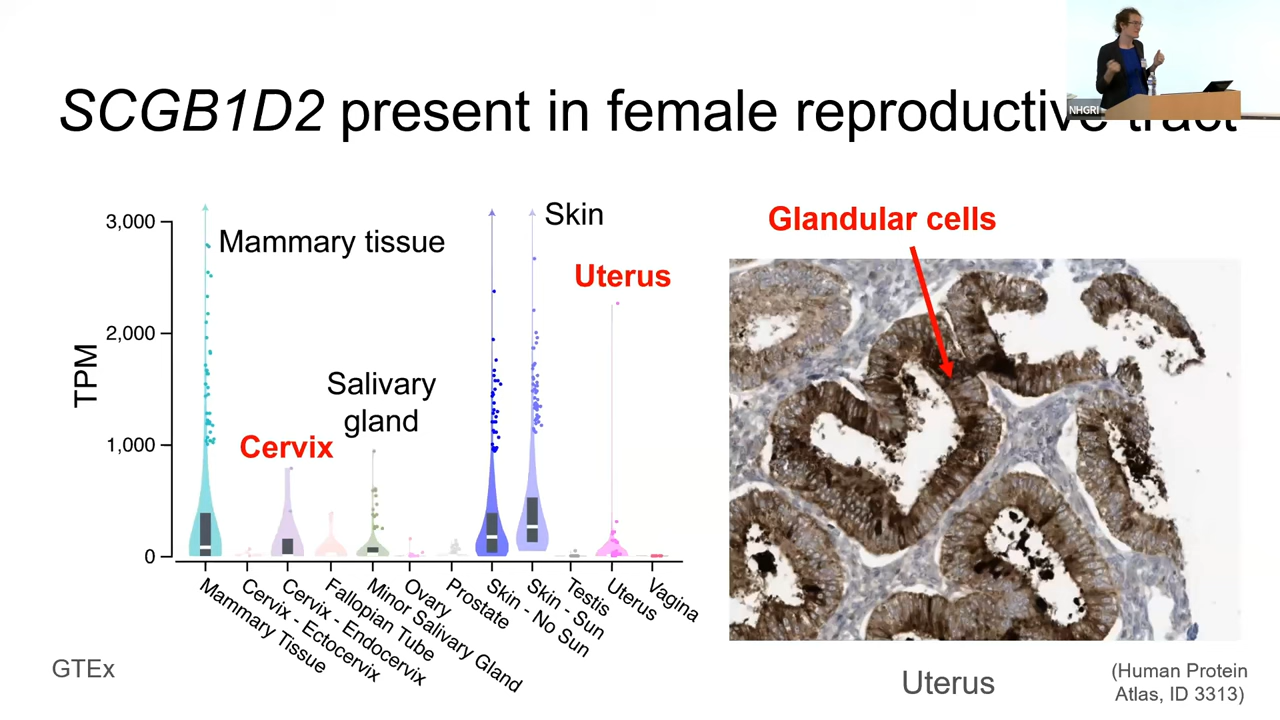 SCGB1D2 present in female reproductive tract
NHGRI
3,000
2,000
1,000
0
TPM
Mammary tissue
Cervix
Salivary
gland
Skin
Uterus
Mammary Tissue
Cervix - Ectocervix
Cervix - Endocervix
Fallopian Tube
Minor Salivary Gland
Ovary
Prostate
Skin - No Sun
Skin - Sun
Testis
Uterus
Vagina
GTEx
Glandular cells
Uterus
(Human Protein
Atlas, ID 3313)